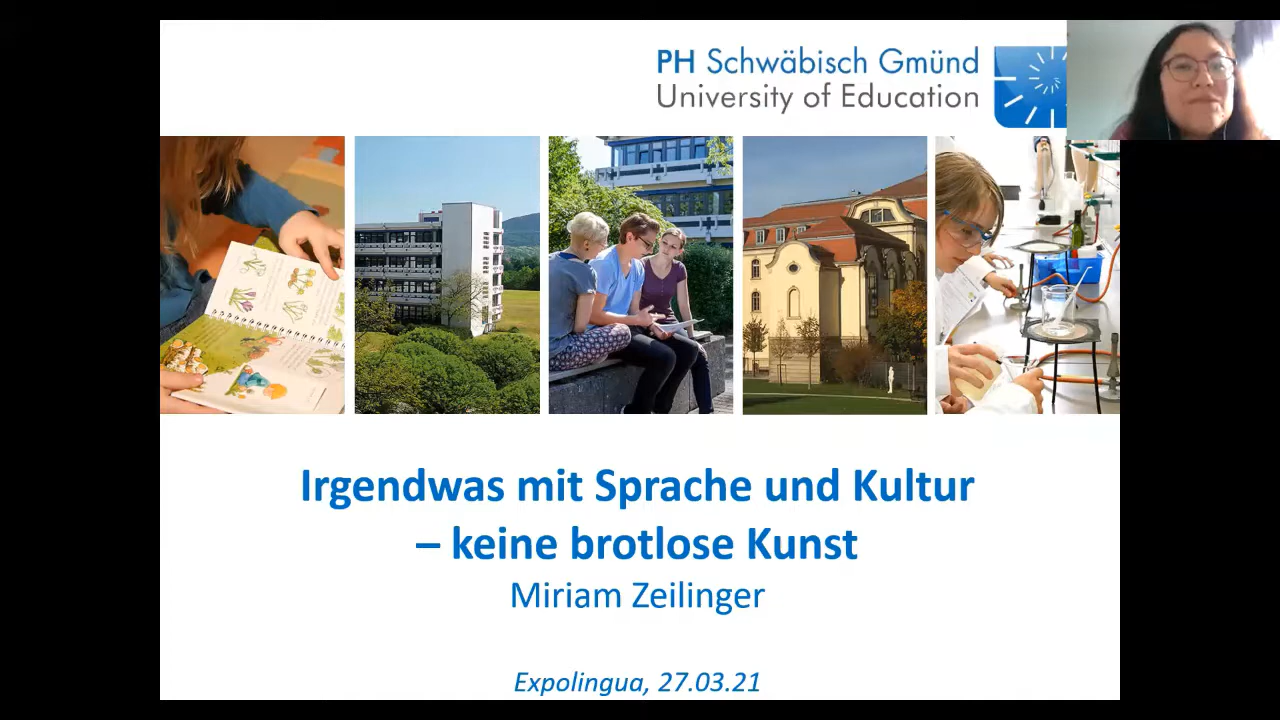 PH Schwäbisch Gmünd
University of Education
Irgendwas mit Sprache und Kultur
– keine brotlose Kunst
Miriam Zeilinger
Expolingua, 27.03.21